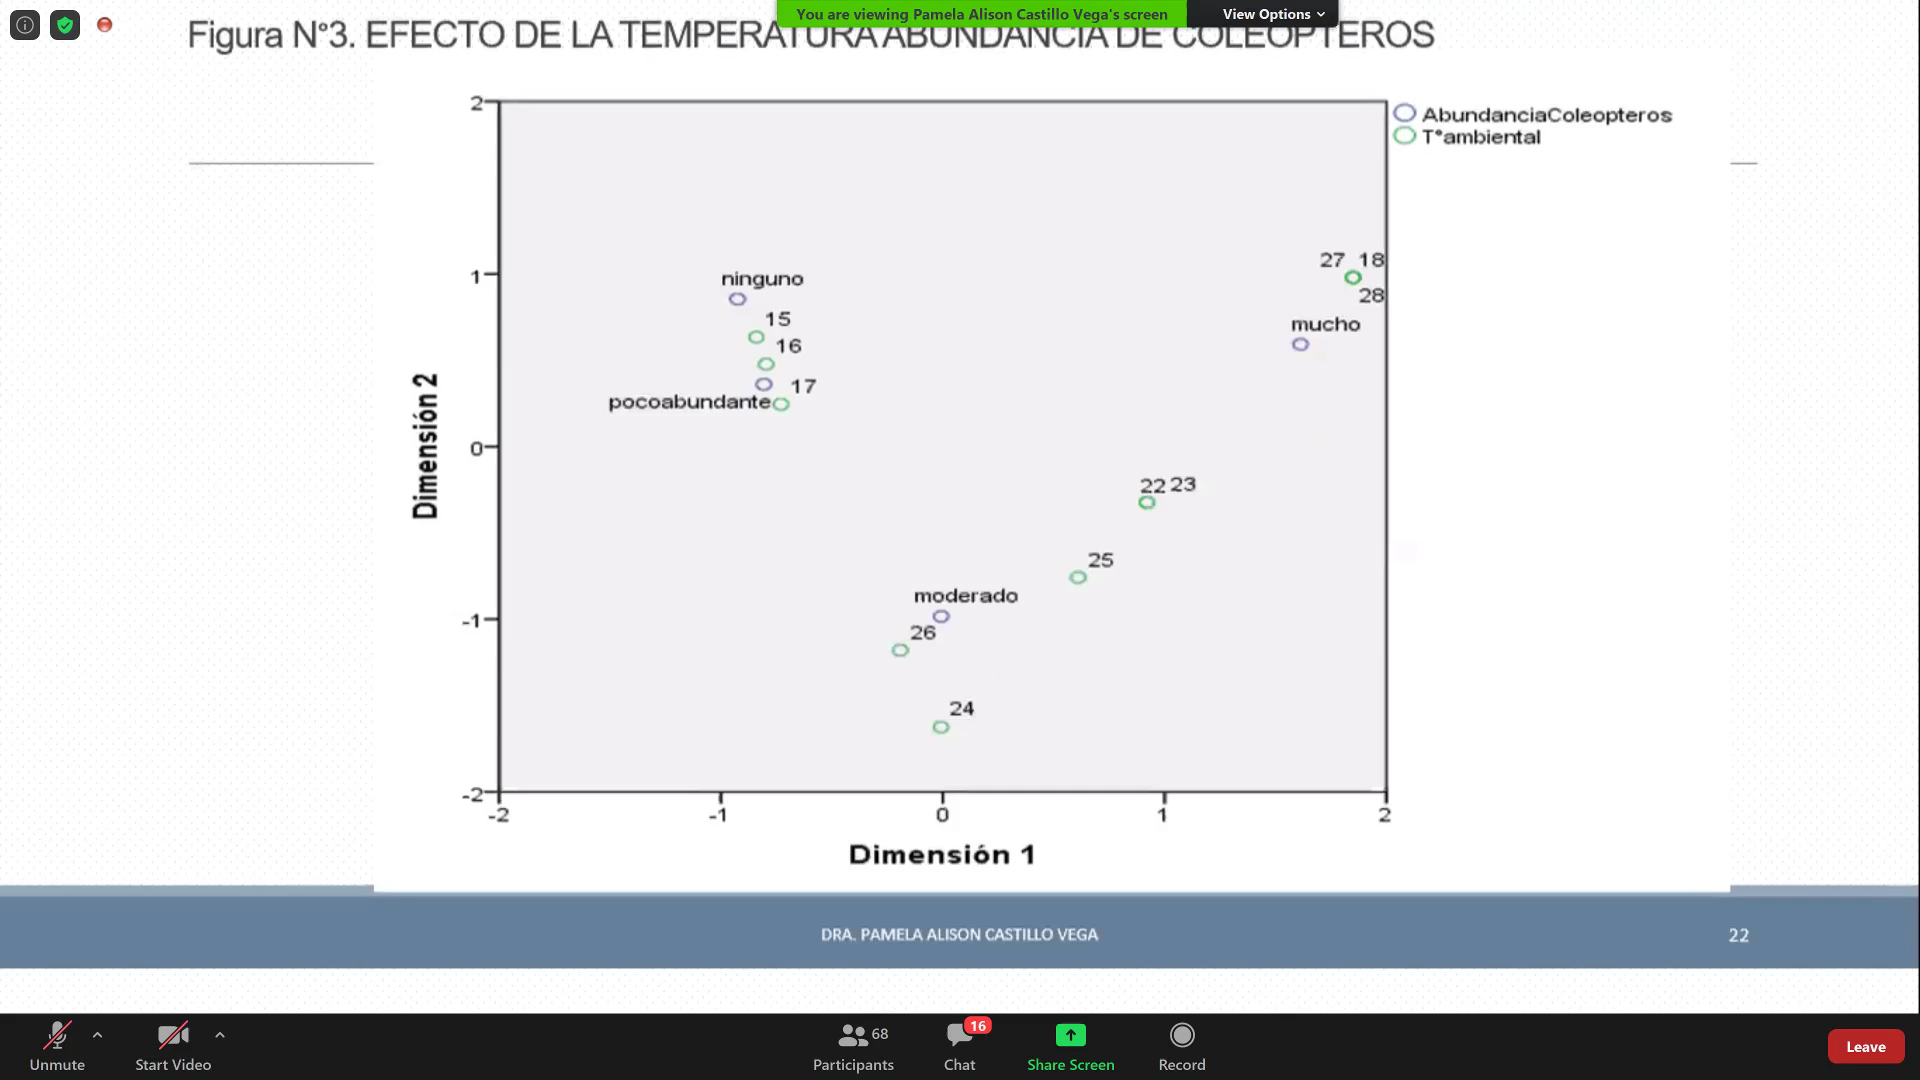 You are viewing Pamela Alison Castillo Vega's screen
View Options
Figura N°3. EFECTO DE LA TEMPERATURA ABUNDANCIA DE COLEOPTEROS
AbundanciaColeopteros
T°ambiental
2
1
0
-1
-2
Dimensión 2
27 18
28
mucho
ninguno
15
16
17
pocoabundante
22 23
25
moderado
26
24
-2
-1
0
1
2
Dimensión 1
DRA. PAMELA ALISON CASTILLO VEGA
22
Unmute
Start Video
68
Participants
16
Chat
Share Screen
Record
Leave